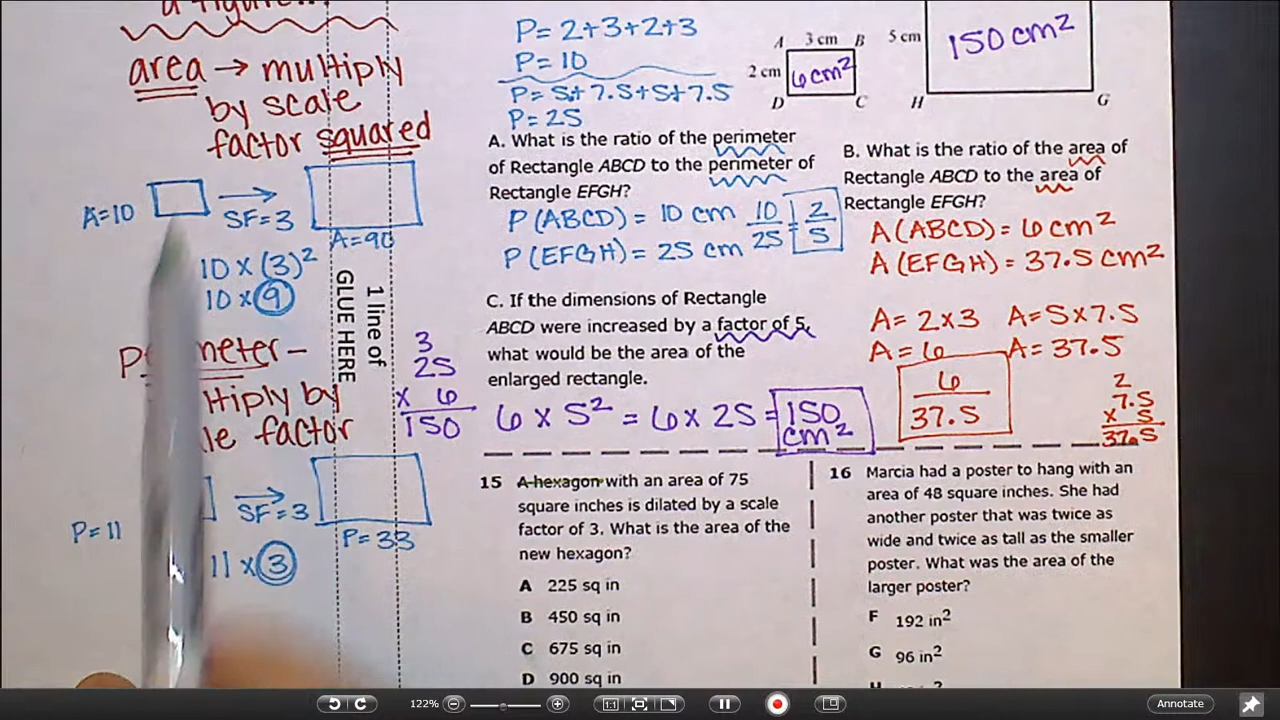 a figure...
area → multiply
by scale
factor squared
A=10
SF=3
A=90
10 × (3)²
10 × 9
multiply by
factor
P=11
SF=3
P=33
11 × 3
1 line of
GLUE HERE
3
25
× 6
150
P= 2+3+2+3
P= 10
P= 5+7.5+5+7.5
P= 25
A 3 cm B
2 cm
6cm²
D C
5 cm
150 cm²
H G
A. What is the ratio of the perimeter
of Rectangle ABCD to the perimeter of
Rectangle EFGH?
P (ABCD) = 10 cm
P (EFGH) = 25 cm
10/25 = 2/5
B. What is the ratio of the area of
Rectangle ABCD to the area of
Rectangle EFGH?
A (ABCD) = 6 cm²
A (EFGH) = 37.5 cm²
A= 2×3 A= 5×7.5
A= 6 A= 37.5
6
37.5
2
7.5
× 5
37.5
C. If the dimensions of Rectangle
ABCD were increased by a factor of 5,
what would be the area of the
enlarged rectangle.
6 × 5² = 6 × 25 = 150
cm²
15 A hexagon with an area of 75
square inches is dilated by a scale
factor of 3. What is the area of the
new hexagon?
A 225 sq in
B 450 sq in
C 675 sq in
D 900 sq in
16 Marcia had a poster to hang with an
area of 48 square inches. She had
another poster that was twice as
wide and twice as tall as the smaller
poster. What was the area of the
larger poster?
F 192 in²
G 96 in²
122%
1:1
Annotate